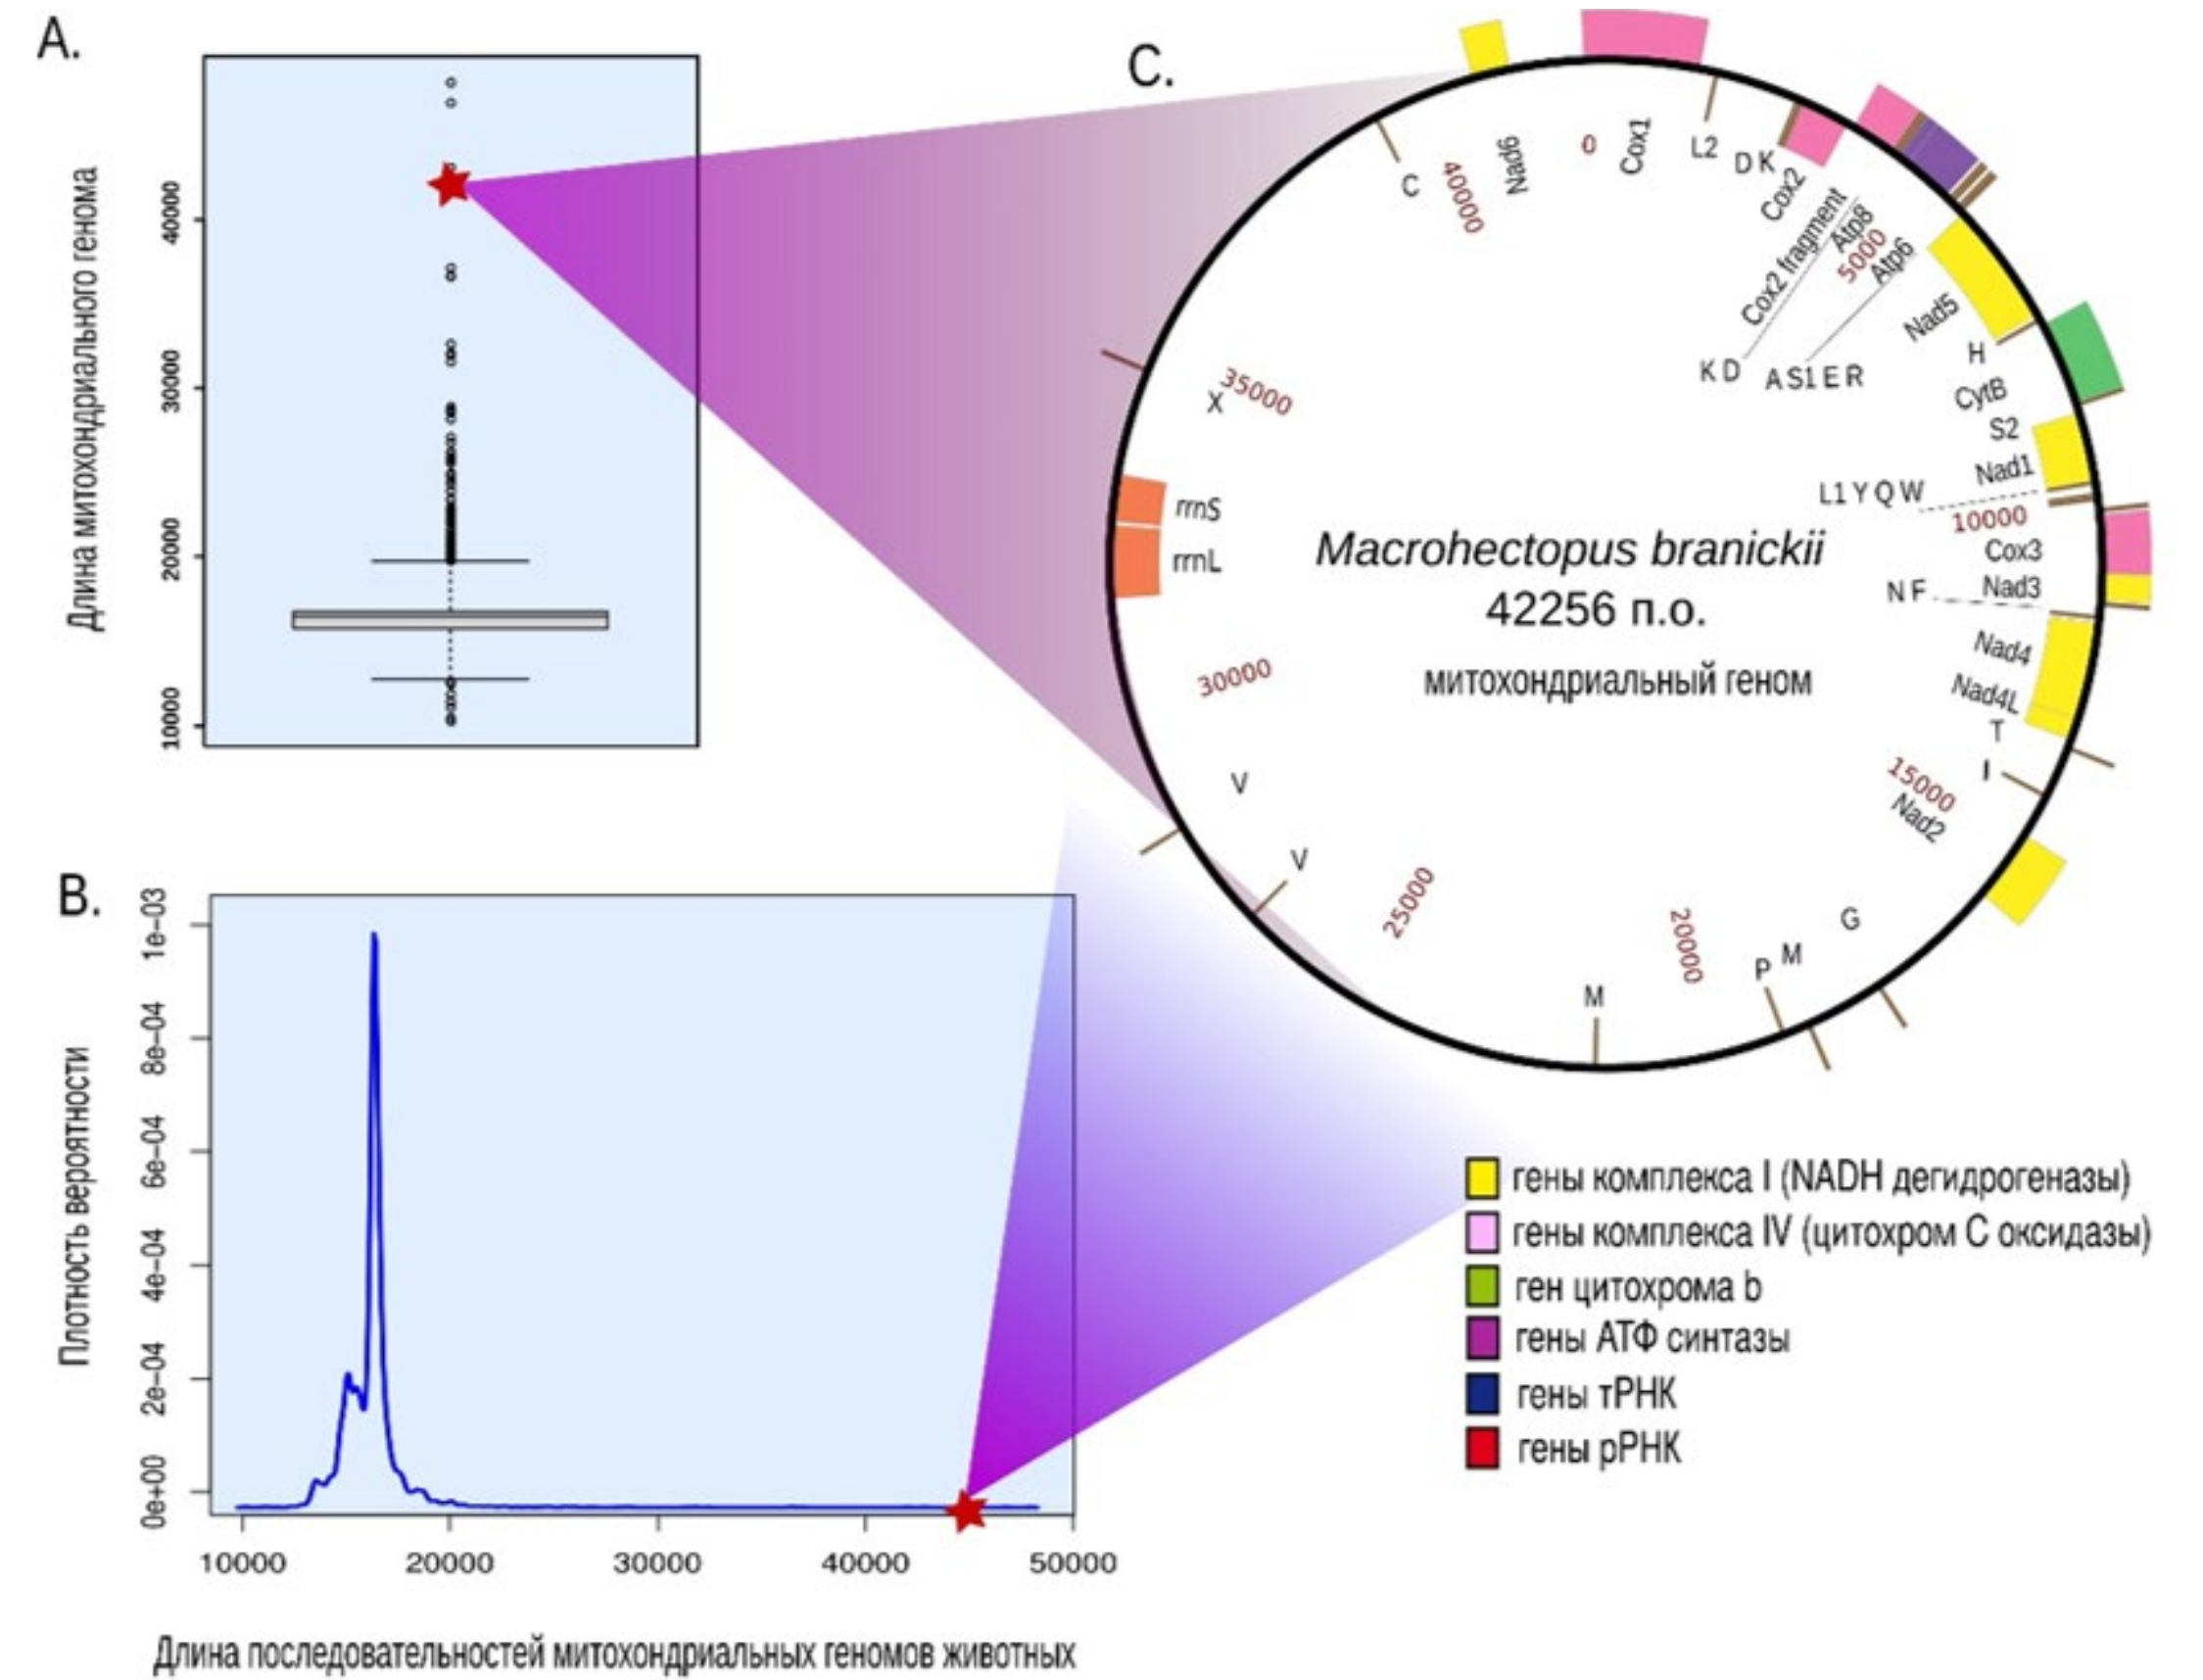 A.
Длина митохондриального генома
40000
30000
20000
10000
B.
Плотность вероятности
1e-03
8e-04
6e-04
4e-04
2e-04
0e+00
10000 20000 30000 40000 50000
Длина последовательностей митохондриальных геномов животных
C.
0
Cox1
L2
D K
Cox2
Cox2 fragment
Atp8
5000
Atp6
K D
A S1 E R
Nad5
H
CytB
S2
Nad1
L1 Y Q W
10000
Cox3
N F
Nad3
Nad4
Nad4L
T
I
15000
Nad2
G
M
P
20000
M
25000
V
V
30000
rrnL
rrnS
X
35000
C
40000
Nad6
Macrohectopus branickii
42256 п.о.
митохондриальный геном
гены комплекса I (NADH дегидрогеназы)
гены комплекса IV (цитохром C оксидазы)
ген цитохрома b
гены АТФ синтазы
гены тРНК
гены рРНК